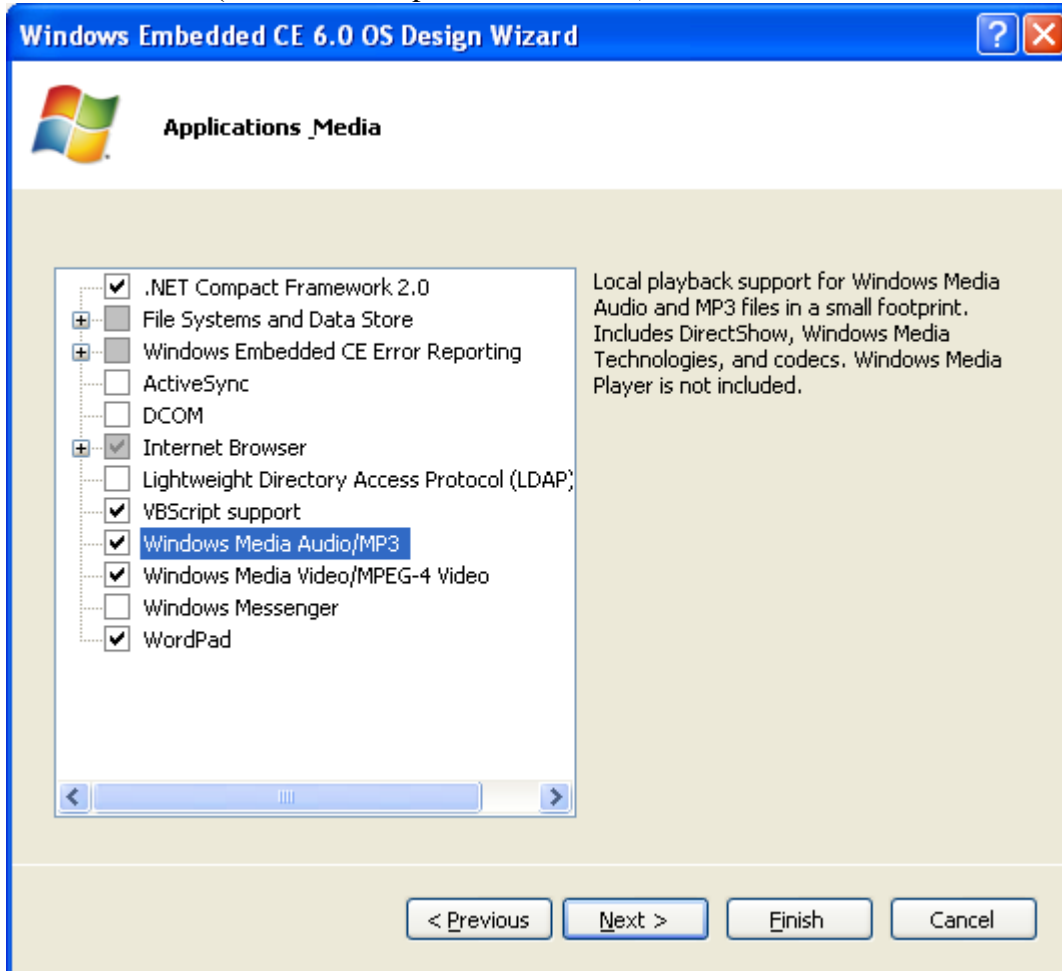 Windows Embedded CE 6.0 OS Design Wizard
Applications _Media
.NET Compact Framework 2.0
File Systems and Data Store
Windows Embedded CE Error Reporting
ActiveSync
DCOM
Internet Browser
Lightweight Directory Access Protocol (LDAP)
VBScript support
Windows Media Audio/MP3
Windows Media Video/MPEG-4 Video
Windows Messenger
WordPad
Local playback support for Windows Media
Audio and MP3 files in a small footprint.
Includes DirectShow, Windows Media
Technologies, and codecs. Windows Media
Player is not included.
< Previous
Next >
Finish
Cancel